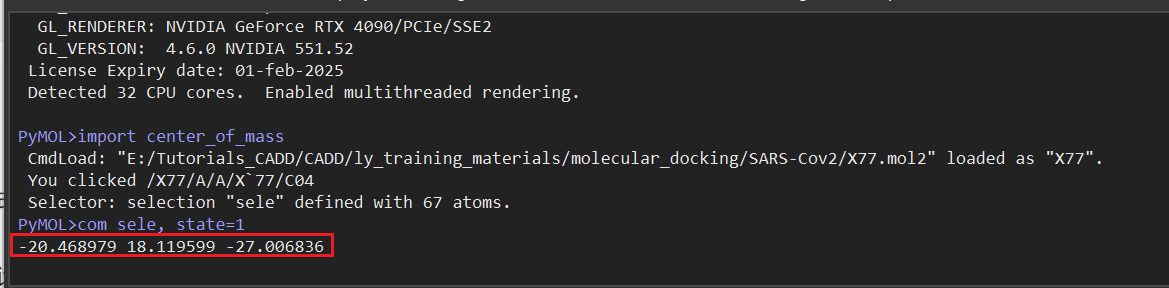 GL_RENDERER: NVIDIA GeForce RTX 4090/PCIe/SSE2
GL_VERSION:  4.6.0 NVIDIA 551.52
License Expiry date: 01-feb-2025
Detected 32 CPU cores.  Enabled multithreaded rendering.
PyMOL>import center_of_mass
CmdLoad: "E:/Tutorials_CADD/CADD/ly_training_materials/molecular_docking/SARS-Cov2/X77.mol2" loaded as "X77".
You clicked /X77/A/A/X`77/C04
Selector: selection "sele" defined with 67 atoms.
PyMOL>com sele, state=1
-20.468979 18.119599 -27.006836